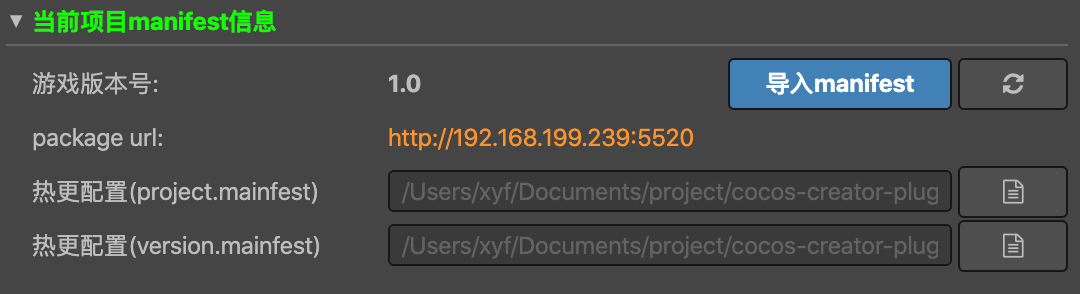 当前项目manifest信息
游戏版本号: 1.0 导入manifest
package url: http://192.168.199.239:5520
热更配置(project.mainfest) /Users/xyf/Documents/project/cocos-creator-plug
热更配置(version.mainfest) /Users/xyf/Documents/project/cocos-creator-plug